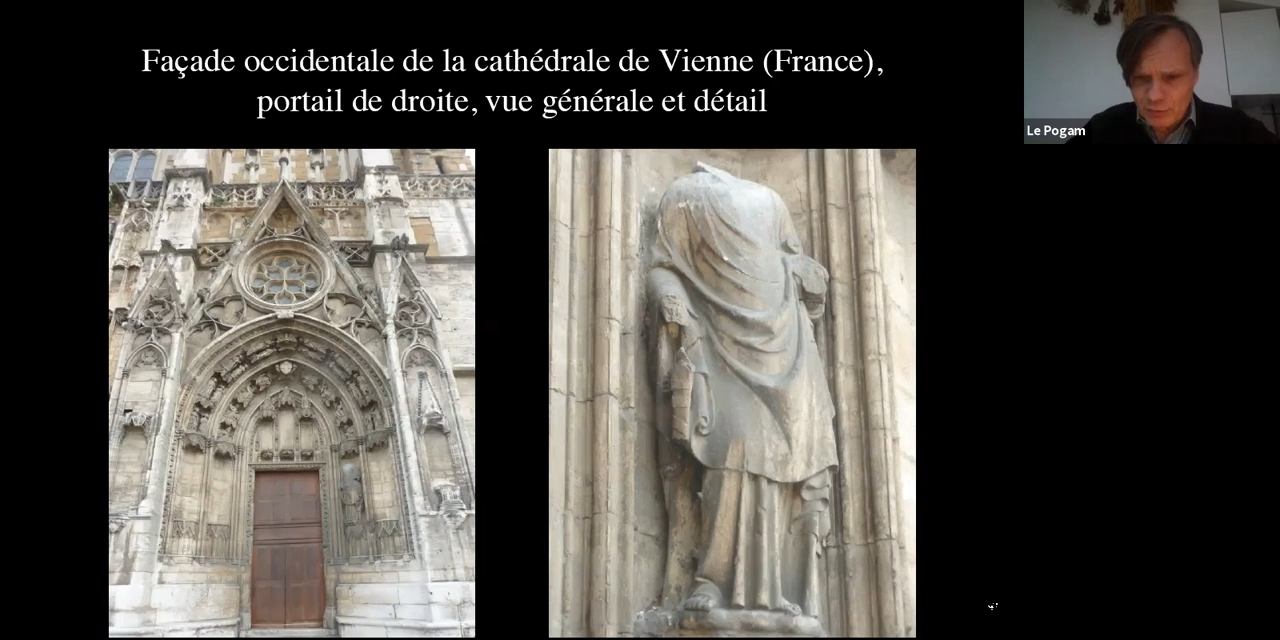 Façade occidentale de la cathédrale de Vienne (France),
portail de droite, vue générale et détail
Le Pogam